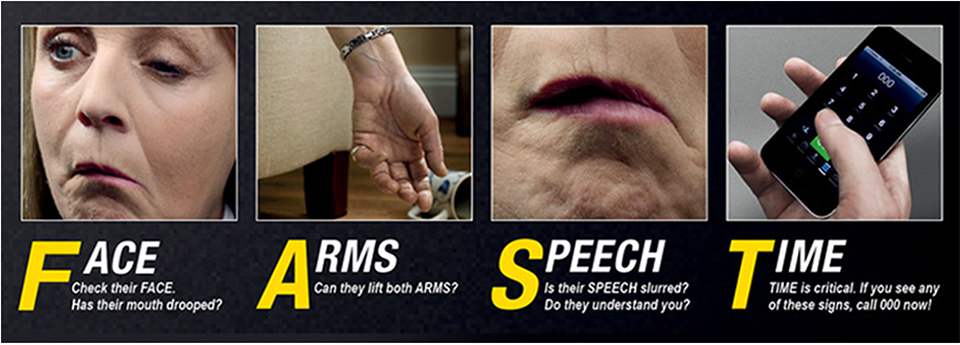 000
FACE
Check their FACE.
Has their mouth drooped?
ARMS
Can they lift both ARMS?
SPEECH
Is their SPEECH slurred?
Do they understand you?
TIME
TIME is critical. If you see any
of these signs, call 000 now!